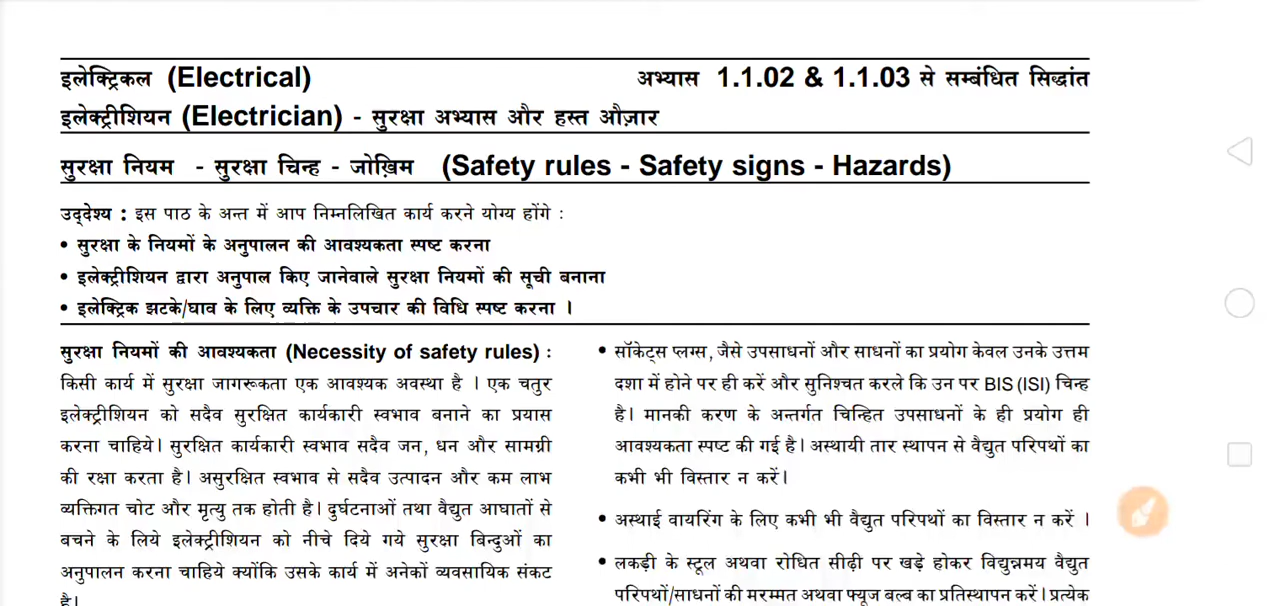 इलेक्ट्रिकल (Electrical)
अभ्यास 1.1.02 & 1.1.03 से सम्बंधित सिद्धांत
इलेक्ट्रीशियन (Electrician) - सुरक्षा अभ्यास और हस्त औज़ार
सुरक्षा नियम - सुरक्षा चिन्ह - जोख़िम (Safety rules - Safety signs - Hazards)
उद्देश्य : इस पाठ के अन्त में आप निम्नलिखित कार्य करने योग्य होंगे :
• सुरक्षा के नियमों के अनुपालन की आवश्यकता स्पष्ट करना
• इलेक्ट्रीशियन द्वारा अनुपाल किए जानेवाले सुरक्षा नियमों की सूची बनाना
• इलेक्ट्रिक झटके/घाव के लिए व्यक्ति के उपचार की विधि स्पष्ट करना ।
सुरक्षा नियमों की आवश्यकता (Necessity of safety rules) :
किसी कार्य में सुरक्षा जागरूकता एक आवश्यक अवस्था है । एक चतुर
इलेक्ट्रीशियन को सदैव सुरक्षित कार्यकारी स्वभाव बनाने का प्रयास
करना चाहिये। सुरक्षित कार्यकारी स्वभाव सदैव जन, धन और सामग्री
की रक्षा करता है। असुरक्षित स्वभाव से सदैव उत्पादन और कम लाभ
व्यक्तिगत चोट और मृत्यु तक होती है। दुर्घटनाओं तथा वैद्युत आघातों से
बचने के लिये इलेक्ट्रीशियन को नीचे दिये गये सुरक्षा बिन्दुओं का
अनुपालन करना चाहिये क्योंकि उसके कार्य में अनेकों व्यवसायिक संकट
है।
• सॉकेट्स प्लग्स, जैसे उपसाधनों और साधनों का प्रयोग केवल उनके उत्तम
दशा में होने पर ही करें और सुनिश्चत करले कि उन पर BIS (ISI) चिन्ह
है। मानकी करण के अन्तर्गत चिन्हित उपसाधनों के ही प्रयोग ही
आवश्यकता स्पष्ट की गई है। अस्थायी तार स्थापन से वैद्युत परिपथों का
कभी भी विस्तार न करें।
• अस्थाई वायरिंग के लिए कभी भी वैद्युत परिपथों का विस्तार न करें ।
• लकड़ी के स्टूल अथवा रोधित सीढ़ी पर खड़े होकर विद्युन्नमय वैद्युत
परिपथों/साधनों की मरम्मत अथवा फ्यूज बल्ब का प्रतिस्थापन करें। प्रत्येक